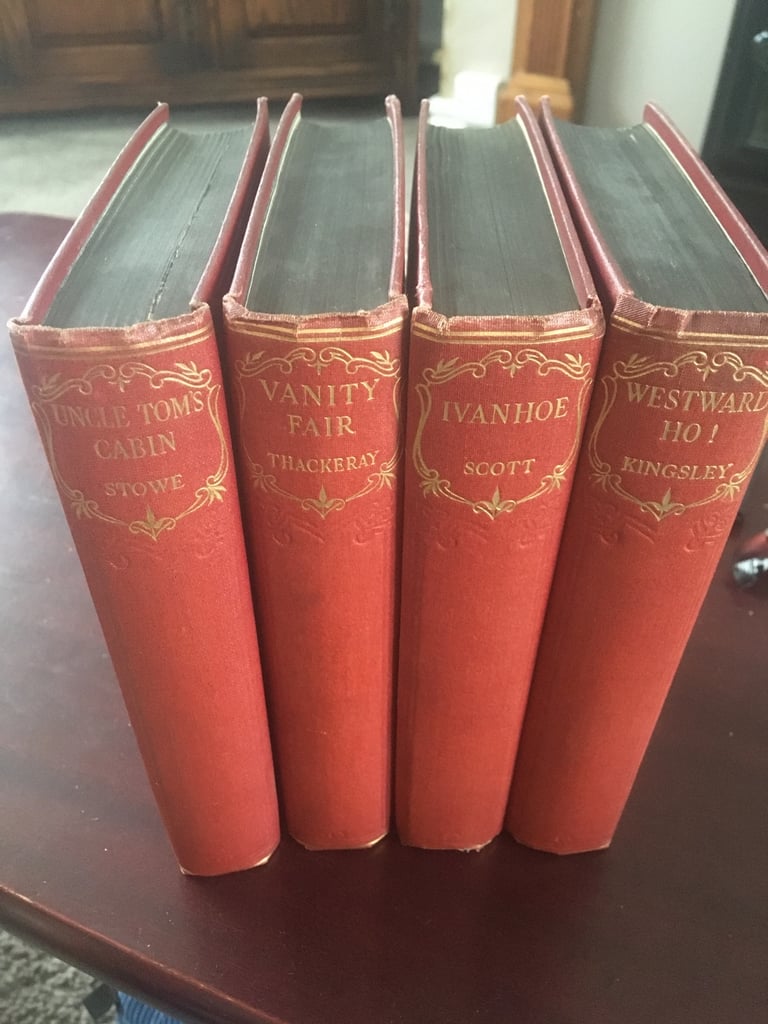 UNCLE TOM'S
CABIN
STOWE
VANITY
FAIR
THACKERAY
IVANHOE
SCOTT
WESTWARD
HO!
KINGSLEY